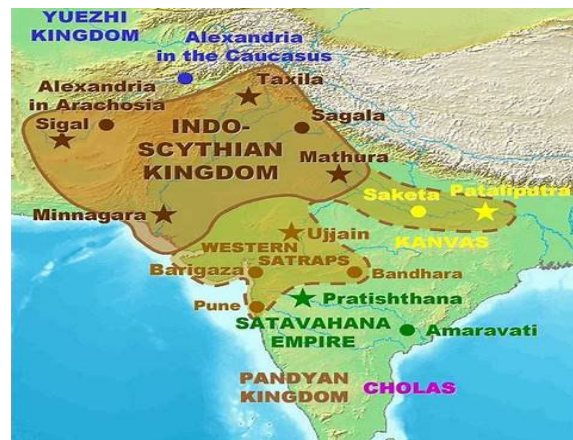 YUEZHI
KINGDOM
Alexandria
in the Caucasus
Alexandria
in Arachosia
Taxila
Sigal
Sagala
INDO-
SCYTHIAN
KINGDOM
Mathura
Minnagara
Saketa
Pataliputra
KANVAS
Ujjain
WESTERN
SATRAPS
Barigaza
Bandhara
Pune
Pratishthana
SATAVAHANA
EMPIRE
Amaravati
PANDYAN
KINGDOM
CHOLAS